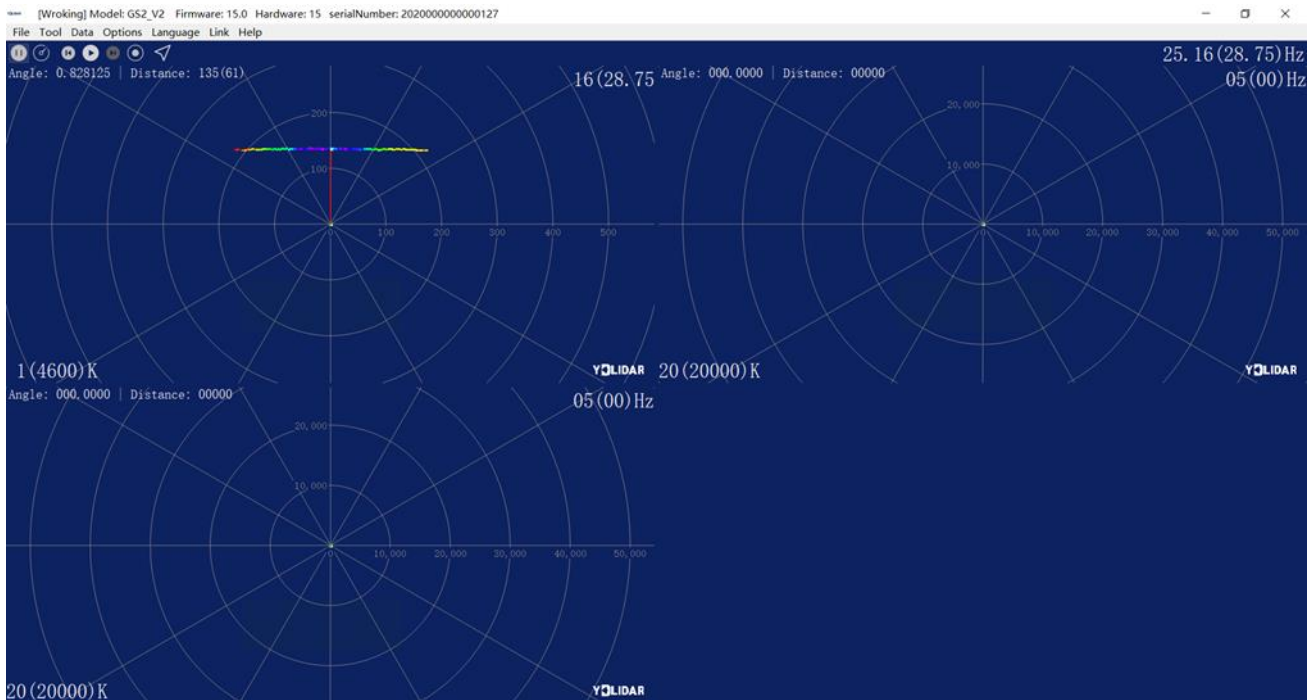 [Wroking] Model: GS2_V2 Firmware: 15.0 Hardware: 15 serialNumber: 2020000000000127
File Tool Data Options Language Link Help
25.16(28.75)Hz
Angle: 0.828125 | Distance: 135(61)
16(28.75
200
100
0 100 200 300 400 500
1(4600)K
YDLIDAR
Angle: 000.0000 | Distance: 00000
05(00)Hz
20,000
10,000
0 10,000 20,000 30,000 40,000 50,000
20(20000)K
YDLIDAR
Angle: 000.0000 | Distance: 00000
05(00)Hz
20,000
10,000
0 10,000 20,000 30,000 40,000 50,000
20(20000)K
YDLIDAR